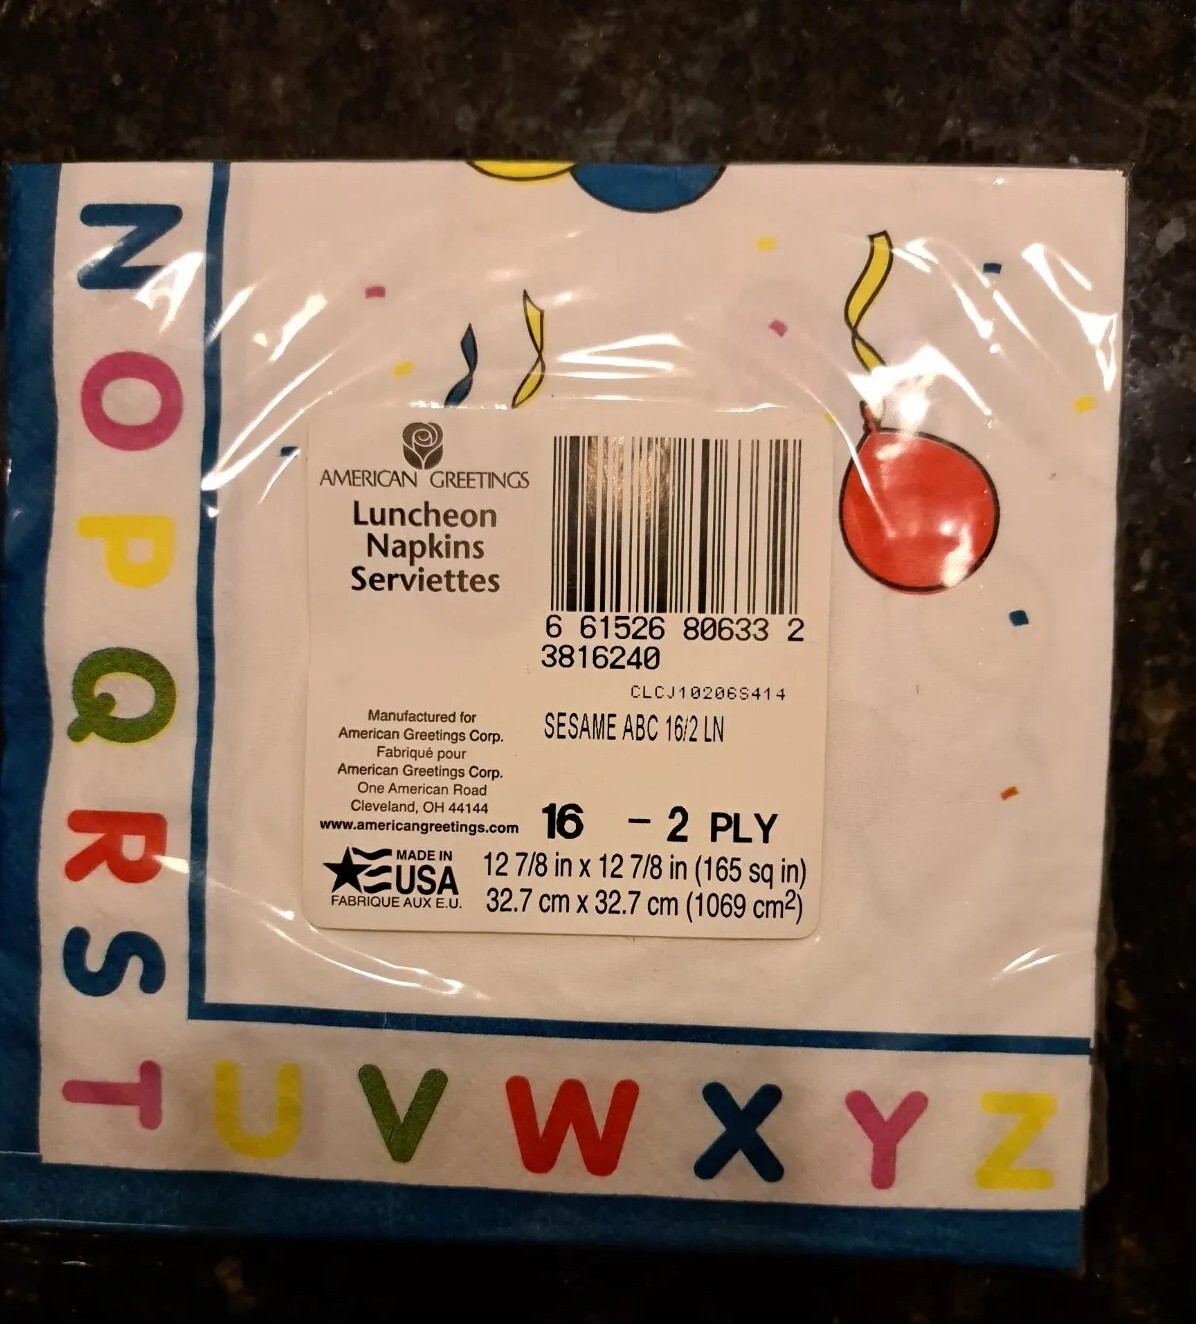 N
O
P
Q
R
S
T U V W X Y Z
AMERICAN GREETINGS
Luncheon
Napkins
Serviettes
6 61526 80633 2
3816240
CLCJ10206S414
SESAME ABC 16/2 LN
Manufactured for
American Greetings Corp.
Fabriqué pour
American Greetings Corp.
One American Road
Cleveland, OH 44144
www.americangreetings.com
16 - 2 PLY
MADE IN
USA
FABRIQUE AUX E.U.
12 7/8 in x 12 7/8 in (165 sq in)
32.7 cm x 32.7 cm (1069 cm²)